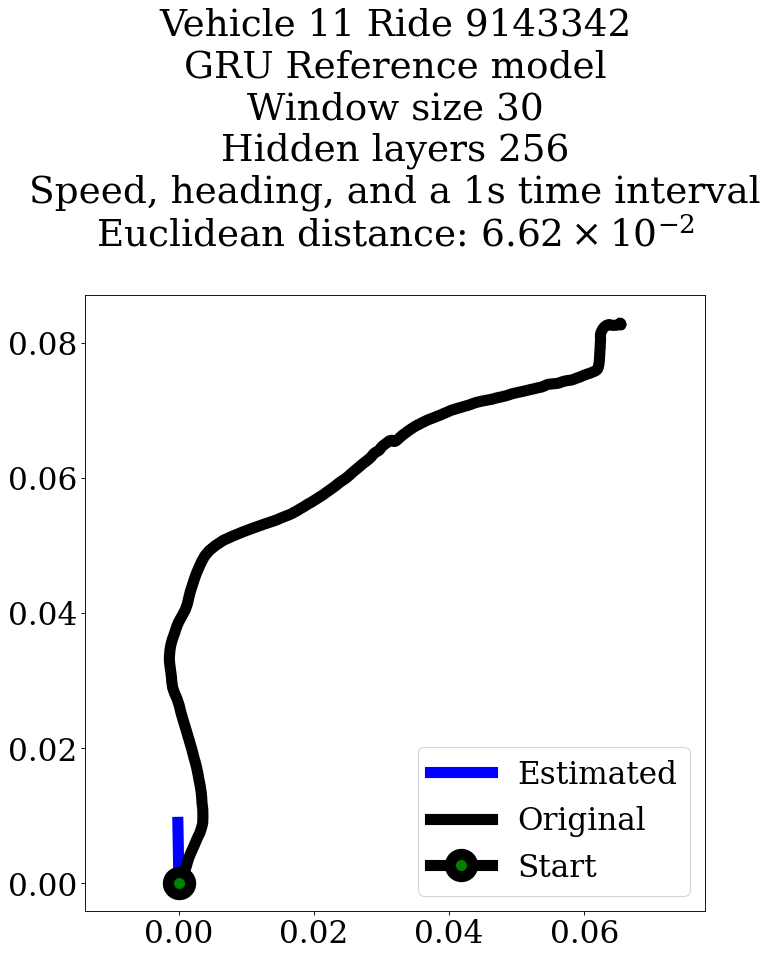 Vehicle 11 Ride 9143342
GRU Reference model
Window size 30
Hidden layers 256
Speed, heading, and a 1s time interval
Euclidean distance: 6.62 × 10⁻²
0.08
0.06
0.04
0.02
0.00
Estimated
Original
Start
0.00 0.02 0.04 0.06